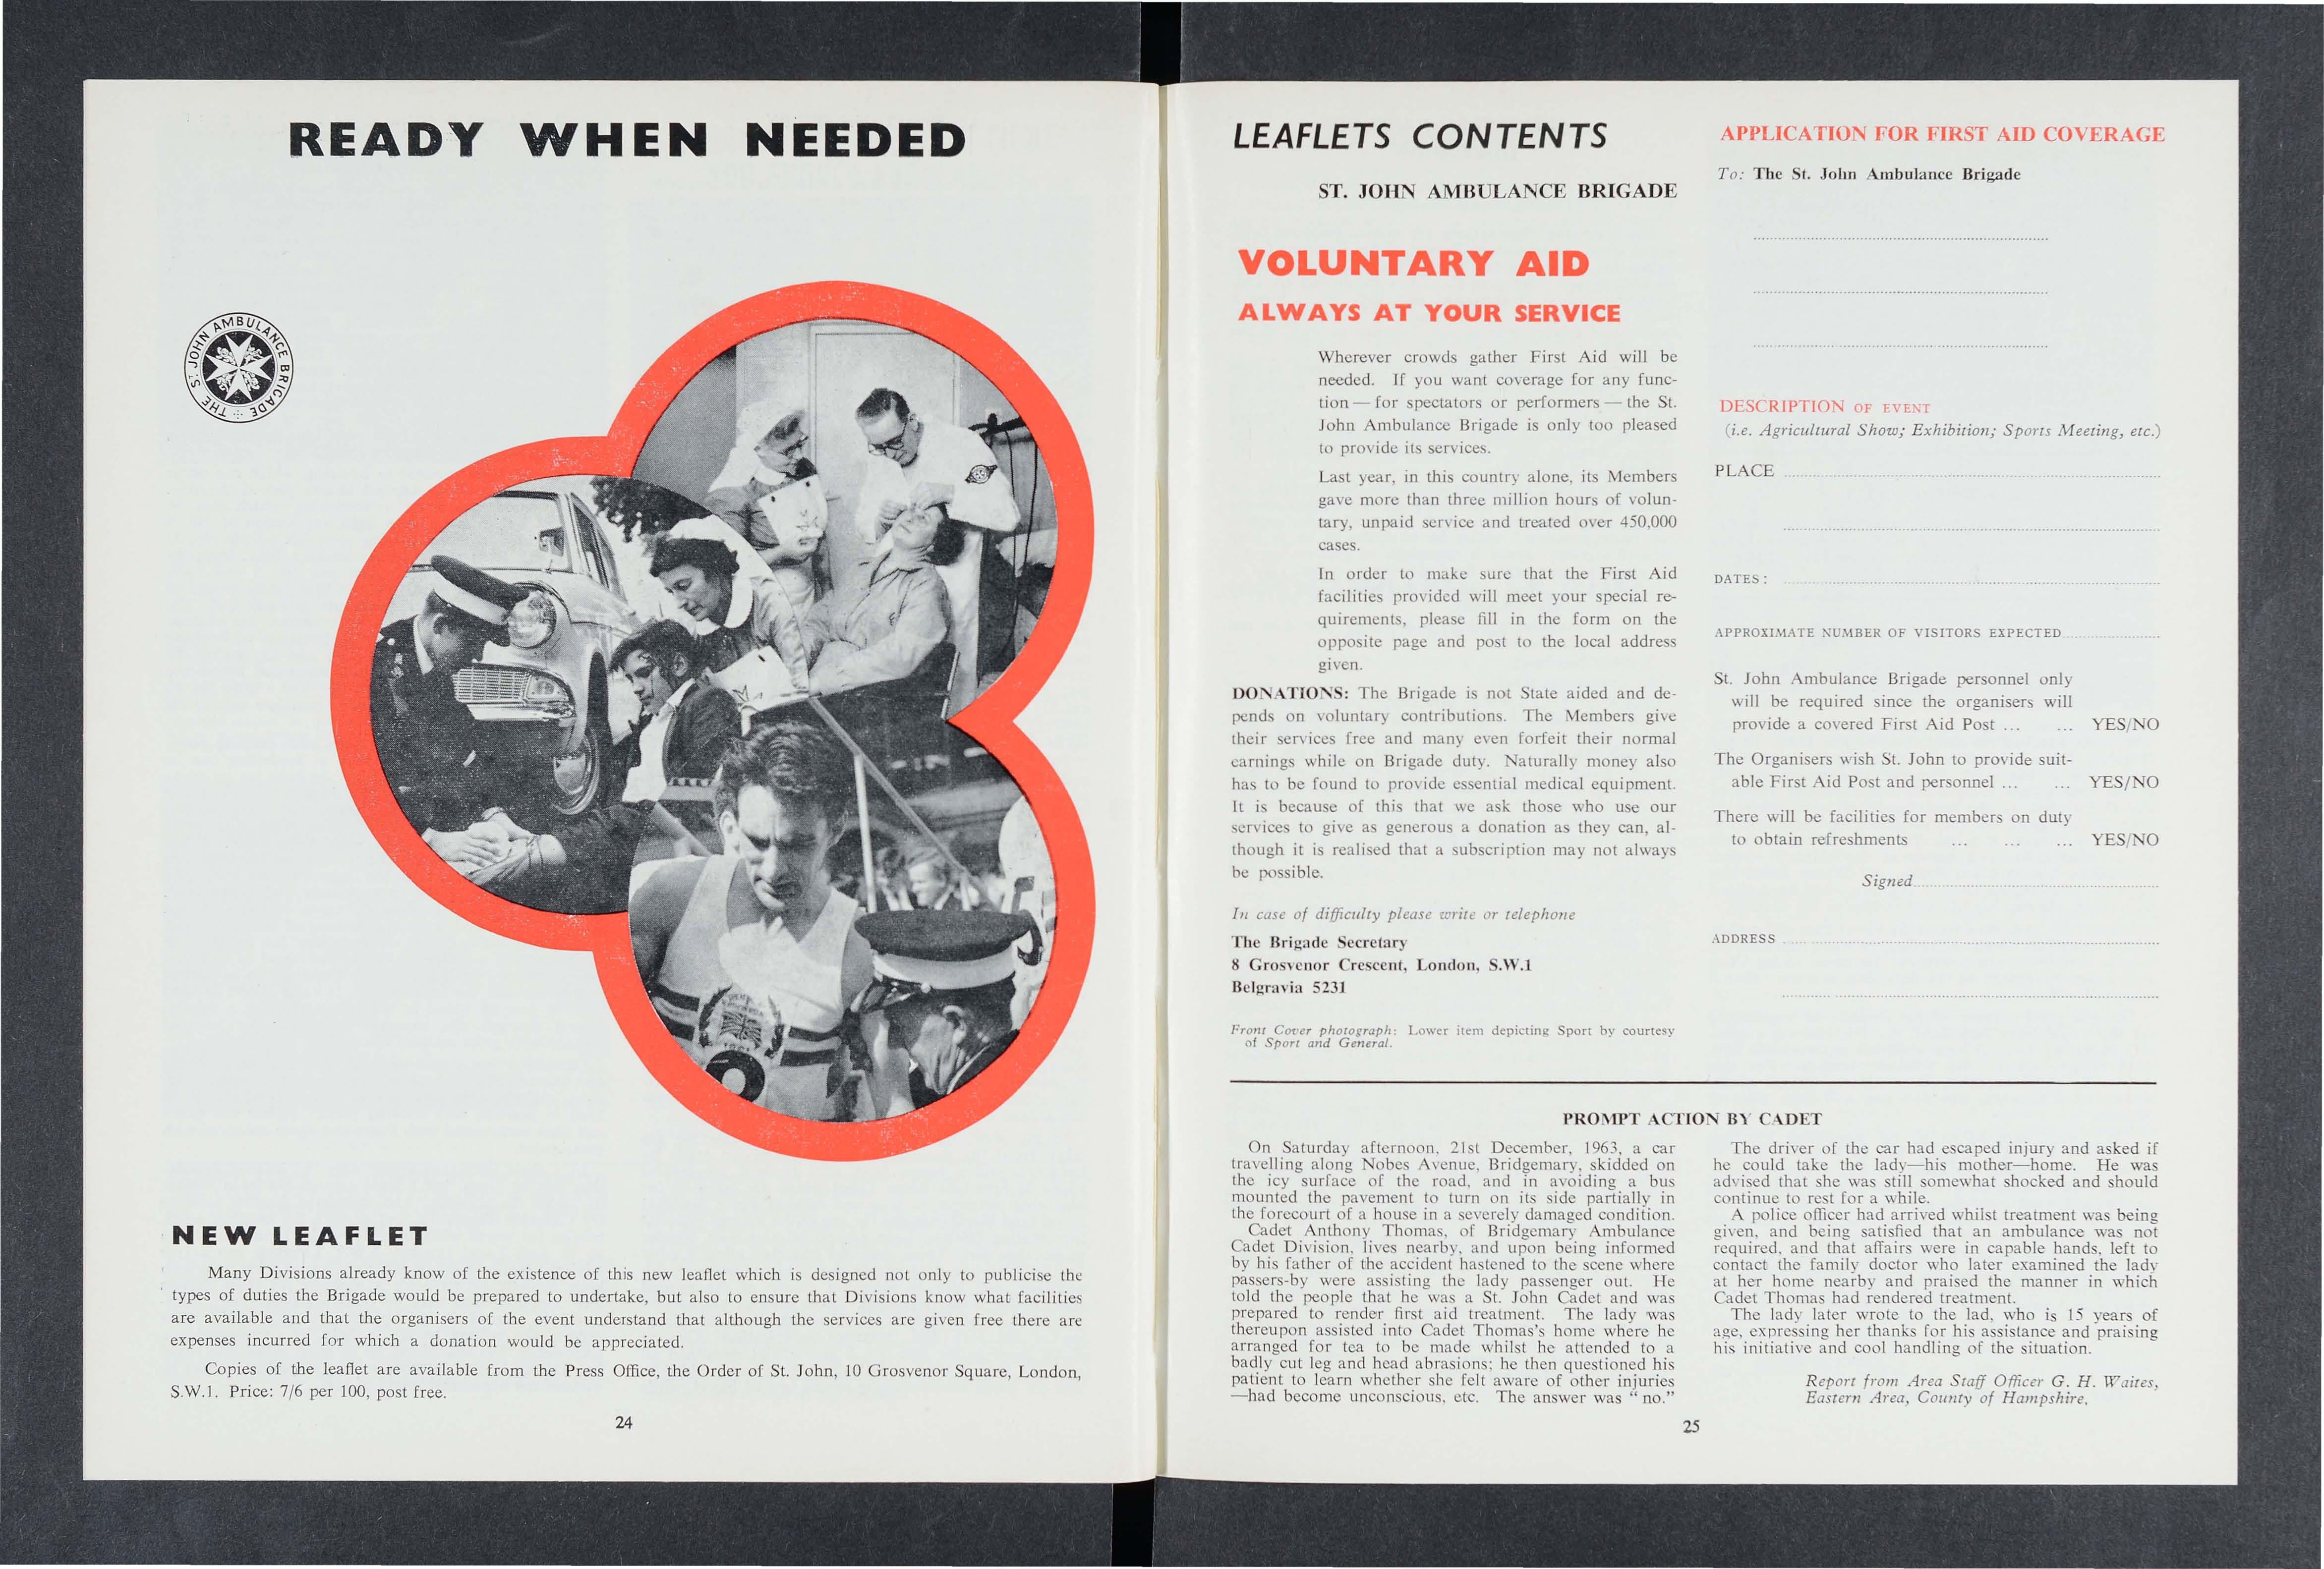 READY WHEN NEEDED
THE ST JOHN AMBULANCE BRIGADE
NEW LEAFLET
Many Divisions already know of the existence of this new leaflet which is designed not only to publicise the
types of duties the Brigade would be prepared to undertake, but also to ensure that Divisions know what facilities
are available and that the organisers of the event understand that although the services are given free there are
expenses incurred for which a donation would be appreciated.
Copies of the leaflet are available from the Press Office, the Order of St. John, 10 Grosvenor Square, London,
S.W.1. Price: 7/6 per 100, post free.
24
LEAFLETS CONTENTS
ST. JOHN AMBULANCE BRIGADE
VOLUNTARY AID
ALWAYS AT YOUR SERVICE
Wherever crowds gather First Aid will be
needed. If you want coverage for any func-
tion — for spectators or performers — the St.
John Ambulance Brigade is only too pleased
to provide its services.
Last year, in this country alone, its Members
gave more than three million hours of volun-
tary, unpaid service and treated over 450,000
cases.
In order to make sure that the First Aid
facilities provided will meet your special re-
quirements, please fill in the form on the
opposite page and post to the local address
given.
DONATIONS: The Brigade is not State aided and de-
pends on voluntary contributions. The Members give
their services free and many even forfeit their normal
earnings while on Brigade duty. Naturally money also
has to be found to provide essential medical equipment.
It is because of this that we ask those who use our
services to give as generous a donation as they can, al-
though it is realised that a subscription may not always
be possible.
In case of difficulty please write or telephone
The Brigade Secretary
8 Grosvenor Crescent, London, S.W.1
Belgravia 5231
Front Cover photograph: Lower item depicting Sport by courtesy
of Sport and General.
APPLICATION FOR FIRST AID COVERAGE
To: The St. John Ambulance Brigade
DESCRIPTION OF EVENT
(i.e. Agricultural Show; Exhibition; Sports Meeting, etc.)
PLACE
DATES:
APPROXIMATE NUMBER OF VISITORS EXPECTED
St. John Ambulance Brigade personnel only
will be required since the organisers will
provide a covered First Aid Post ... ... YES/NO
The Organisers wish St. John to provide suit-
able First Aid Post and personnel ... ... YES/NO
There will be facilities for members on duty
to obtain refreshments ... ... ... YES/NO
Signed
ADDRESS
PROMPT ACTION BY CADET
On Saturday afternoon, 21st December, 1963, a car
travelling along Nobes Avenue, Bridgemary, skidded on
the icy surface of the road, and in avoiding a bus
mounted the pavement to turn on its side partially in
the forecourt of a house in a severely damaged condition.
Cadet Anthony Thomas, of Bridgemary Ambulance
Cadet Division, lives nearby, and upon being informed
by his father of the accident hastened to the scene where
passers-by were assisting the lady passenger out. He
told the people that he was a St. John Cadet and was
prepared to render first aid treatment. The lady was
thereupon assisted into Cadet Thomas's home where he
arranged for tea to be made whilst he attended to a
badly cut leg and head abrasions; he then questioned his
patient to learn whether she felt aware of other injuries
—had become unconscious, etc. The answer was “ no.”
The driver of the car had escaped injury and asked if
he could take the lady—his mother—home. He was
advised that she was still somewhat shocked and should
continue to rest for a while.
A police officer had arrived whilst treatment was being
given, and being satisfied that an ambulance was not
required, and that affairs were in capable hands, left to
contact the family doctor who later examined the lady
at her home nearby and praised the manner in which
Cadet Thomas had rendered treatment.
The lady later wrote to the lad, who is 15 years of
age, expressing her thanks for his assistance and praising
his initiative and cool handling of the situation.
Report from Area Staff Officer G. H. Waites,
Eastern Area, County of Hampshire.
25